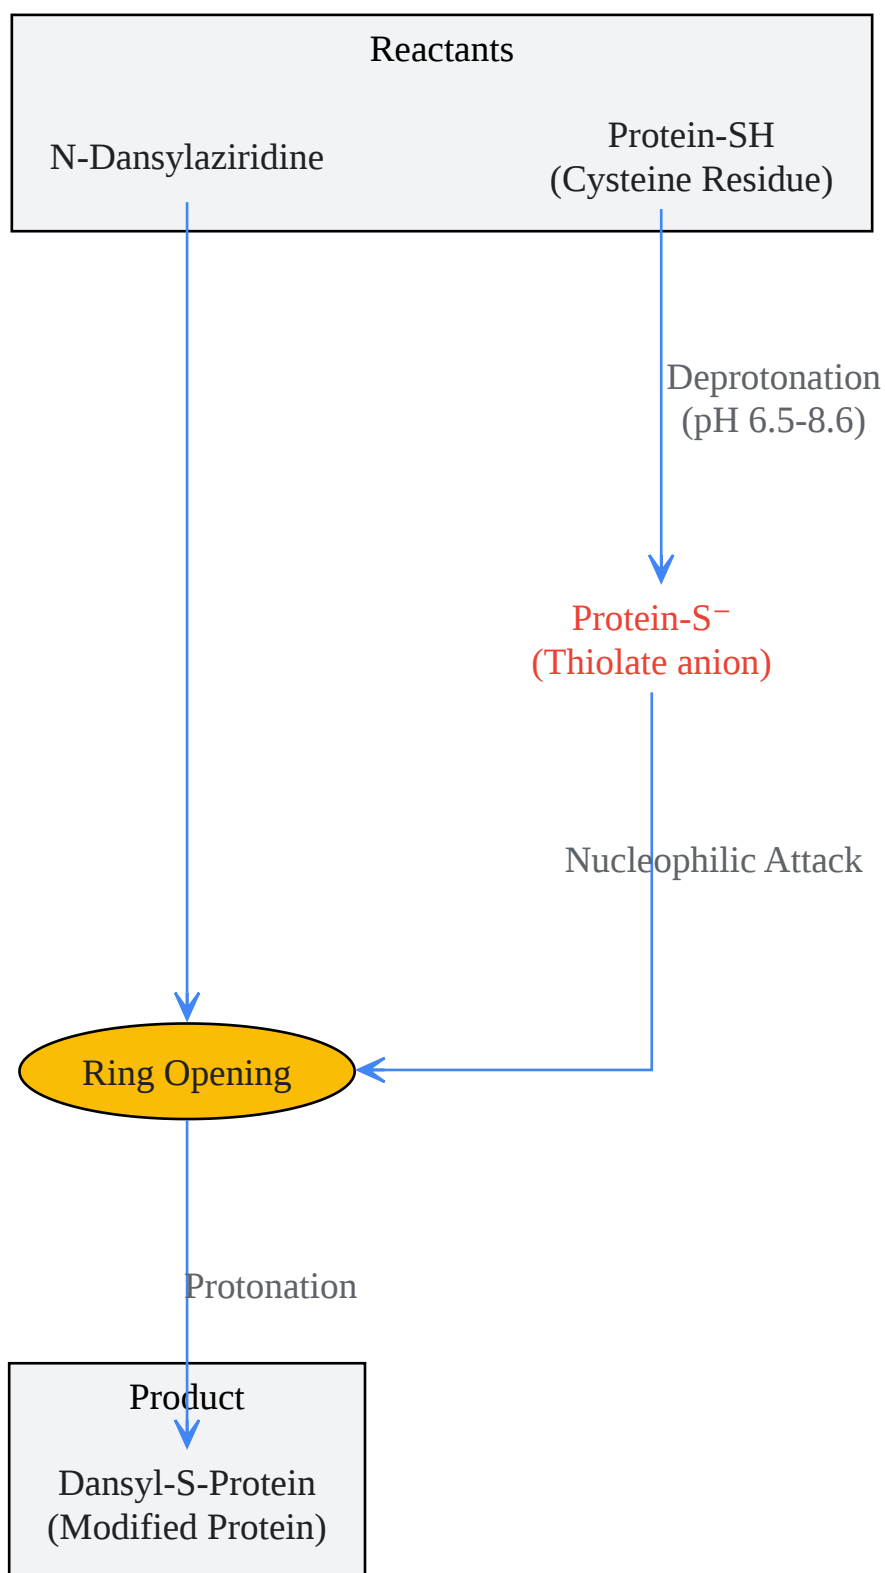 Reactants
N-Dansylaziridine
Protein-SH
(Cysteine Residue)
Deprotonation
(pH 6.5-8.6)
Protein-S⁻
(Thiolate anion)
Nucleophilic Attack
Ring Opening
Protonation
Product
Dansyl-S-Protein
(Modified Protein)